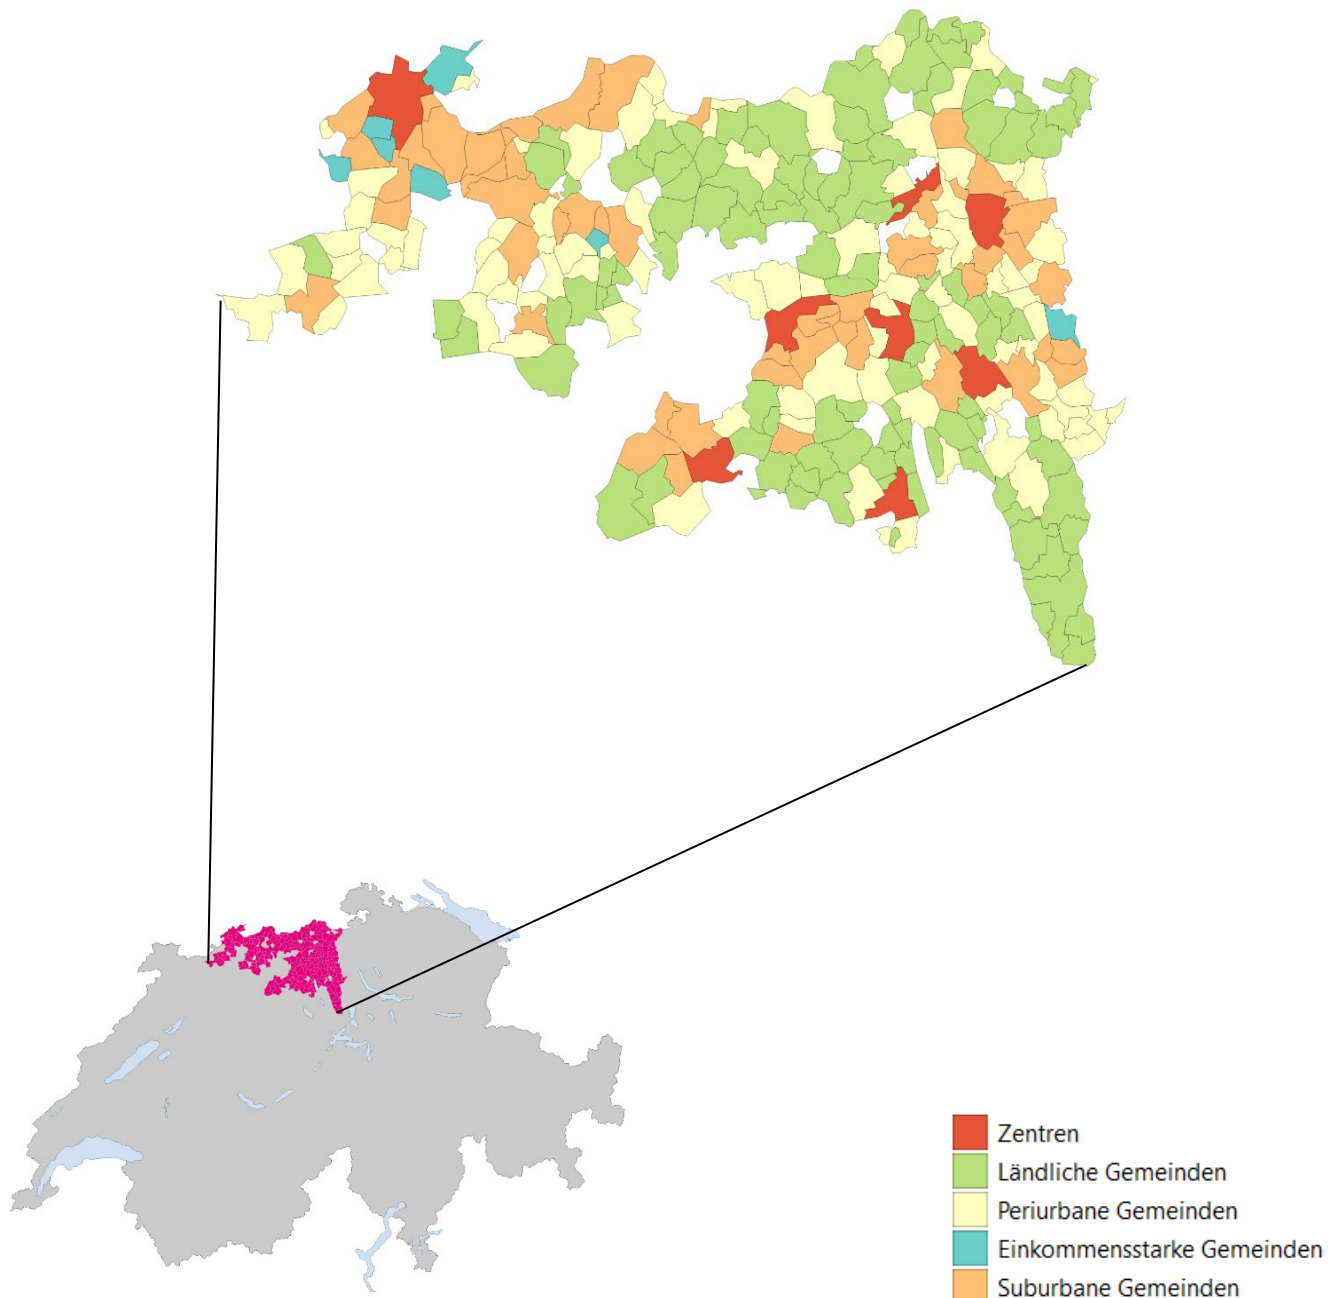 Zentren
Ländliche Gemeinden
Periurbane Gemeinden
Einkommensstarke Gemeinden
Suburbane Gemeinden